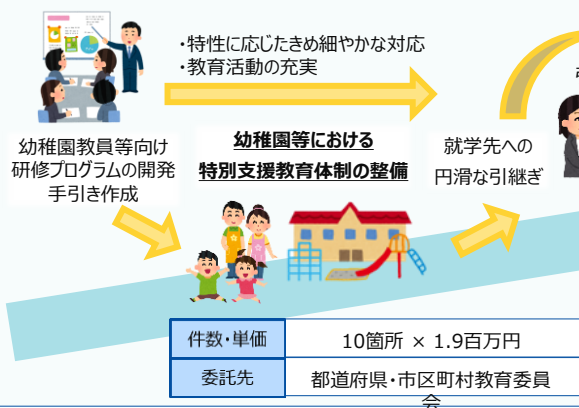 ・特性に応じたきめ細やかな対応
・教育活動の充実
幼稚園教員等向け
研修プログラムの開発
手引き作成
幼稚園等における
特別支援教育体制の整備
就学先への
円滑な引継ぎ
件数・単価
10箇所 × 1.9百万円
委託先
都道府県・市区町村教育委員
会